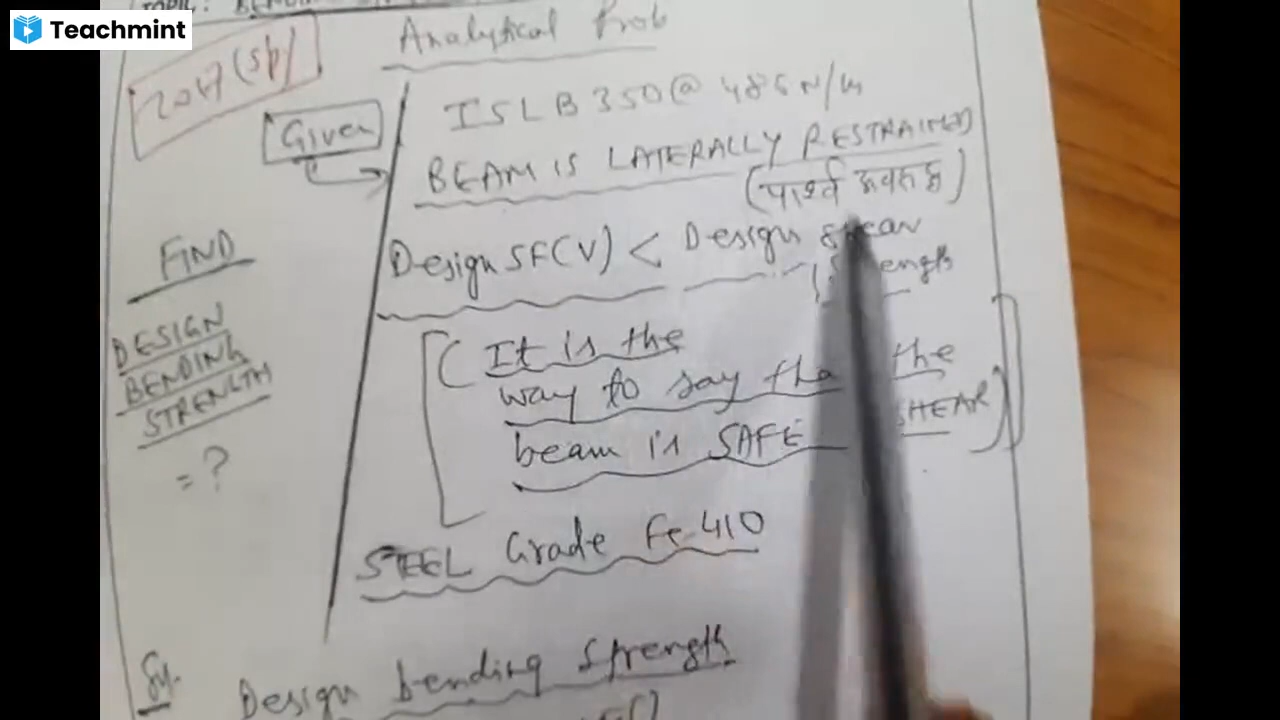 Teachmint
Analytical Prob
2017(sp)
Given
ISLB350@ 486 N/m
BEAM IS LATERALLY RESTRAINED
(पार्श्व अवरुद्ध)
Design SF(V) < Design shear
strength
(It is the
way to say that the
beam is SAFE SHEAR)
STEEL Grade Fe-410
FIND
DESIGN
BENDING
STRENGTH
= ?
Design bending strength